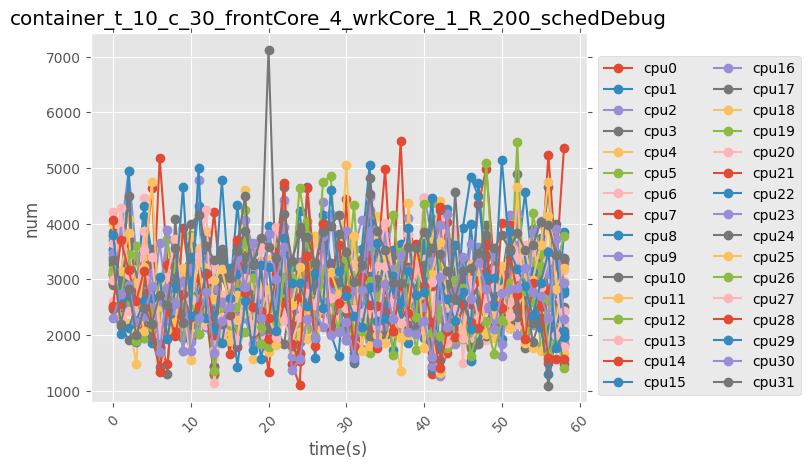 container_t_10_c_30_frontCore_4_wrkCore_1_R_200_schedDebug
7000
6000
5000
4000
3000
2000
1000
num
0
10
20
30
40
50
60
time(s)
cpu0
cpu1
cpu2
cpu3
cpu4
cpu5
cpu6
cpu7
cpu8
cpu9
cpu10
cpu11
cpu12
cpu13
cpu14
cpu15
cpu16
cpu17
cpu18
cpu19
cpu20
cpu21
cpu22
cpu23
cpu24
cpu25
cpu26
cpu27
cpu28
cpu29
cpu30
cpu31